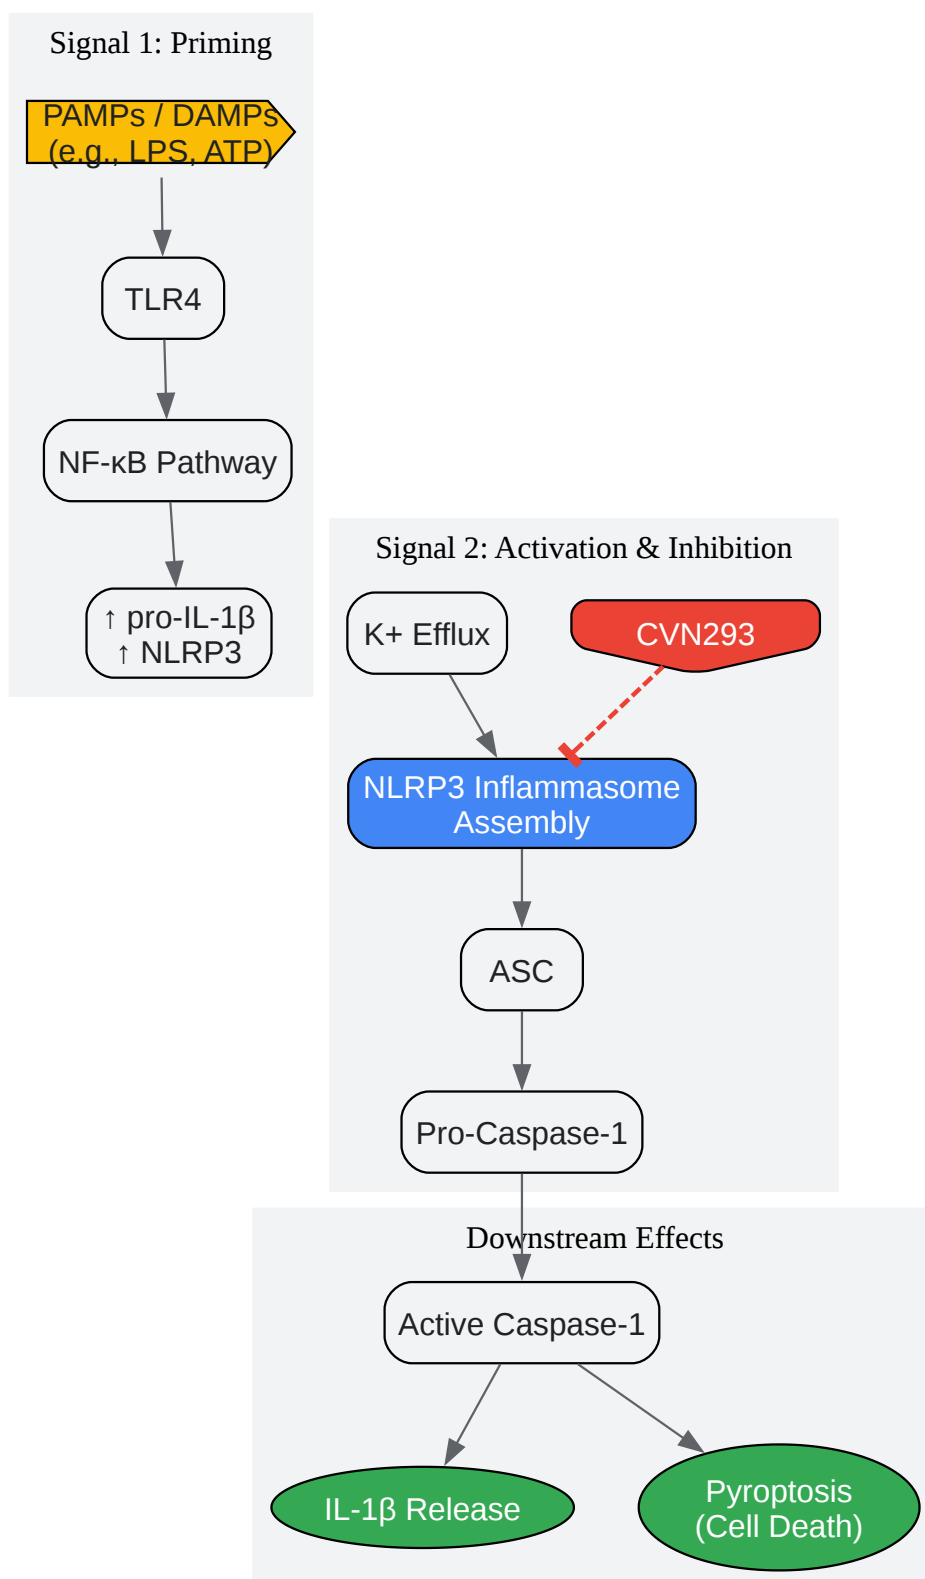 Signal 1: Priming
PAMPs / DAMPs
(e.g., LPS, ATP)
TLR4
NF-κB Pathway
↑ pro-IL-1β
↑ NLRP3
Signal 2: Activation & Inhibition
K+ Efflux
CVN293
NLRP3 Inflammasome
Assembly
ASC
Pro-Caspase-1
Downstream Effects
Active Caspase-1
IL-1β Release
Pyroptosis
(Cell Death)